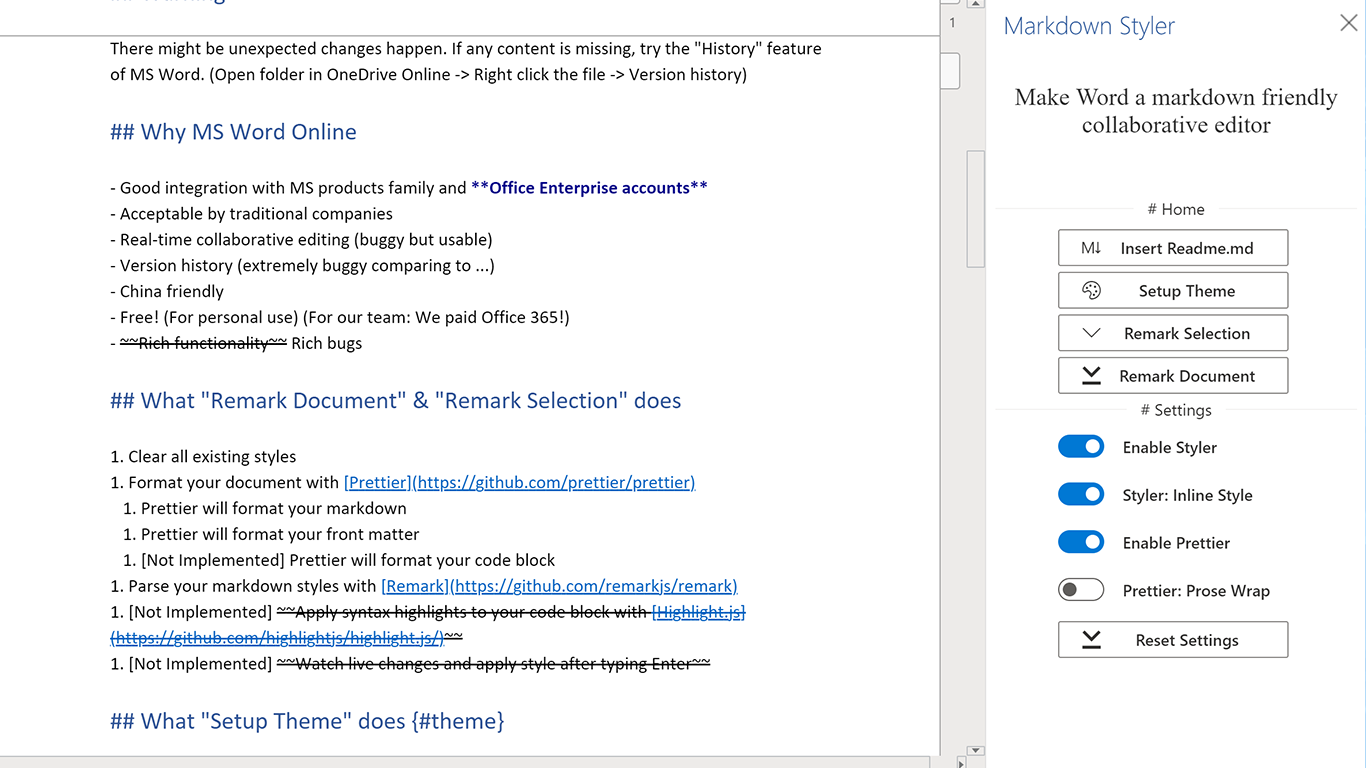 There might be unexpected changes happen. If any content is missing, try the "History" feature
of MS Word. (Open folder in OneDrive Online -> Right click the file -> Version history)
## Why MS Word Online
- Good integration with MS products family and **Office Enterprise accounts**
- Acceptable by traditional companies
- Real-time collaborative editing (buggy but usable)
- Version history (extremely buggy comparing to ...)
- China friendly
- Free! (For personal use) (For our team: We paid Office 365!)
- ~~Rich functionality~~ Rich bugs
## What "Remark Document" & "Remark Selection" does
1. Clear all existing styles
1. Format your document with [Prettier](https://github.com/prettier/prettier)
1. Prettier will format your markdown
1. Prettier will format your front matter
1. [Not Implemented] Prettier will format your code block
1. Parse your markdown styles with [Remark](https://github.com/remarkjs/remark)
1. [Not Implemented] ~~Apply syntax highlights to your code block with [Highlight.js]
(https://github.com/highlightjs/highlight.js/)~~
1. [Not Implemented] ~~Watch live changes and apply style after typing Enter~~
## What "Setup Theme" does {#theme}
1
Markdown Styler
Make Word a markdown friendly
collaborative editor
# Home
M↓ Insert Readme.md
Setup Theme
Remark Selection
Remark Document
# Settings
Enable Styler
Styler: Inline Style
Enable Prettier
Prettier: Prose Wrap
Reset Settings